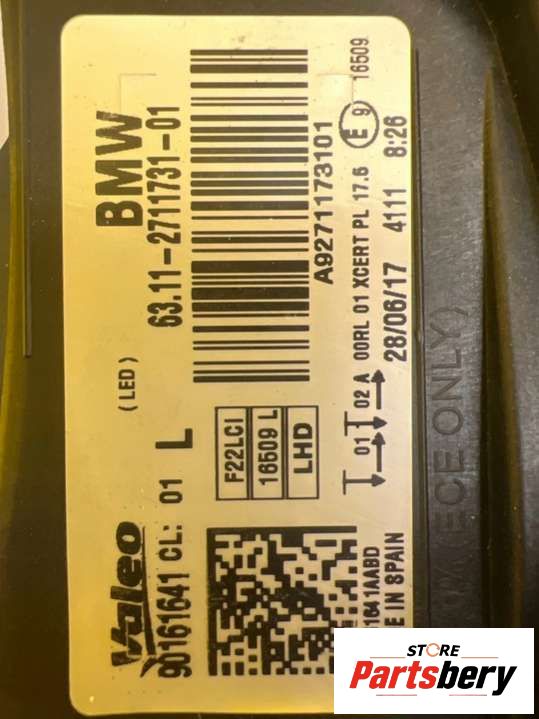 Valeo
BMW
(LED)
90161641 CL: 01 L
63.11-2711731-01
A9271173101
F22LCi
16509 L
LHD
E 9 16509
01 02 A 00RL 01 XCERT PL 17.6
28/06/17 4111 8:26
1641AABD
IN SPAIN
ECE ONLY)
STORE
Partsbery